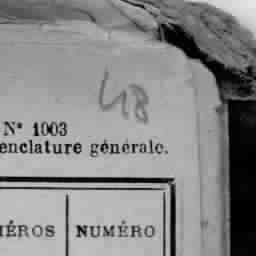 48
N° 1003
enclature générale.
MÉROS NUMÉRO